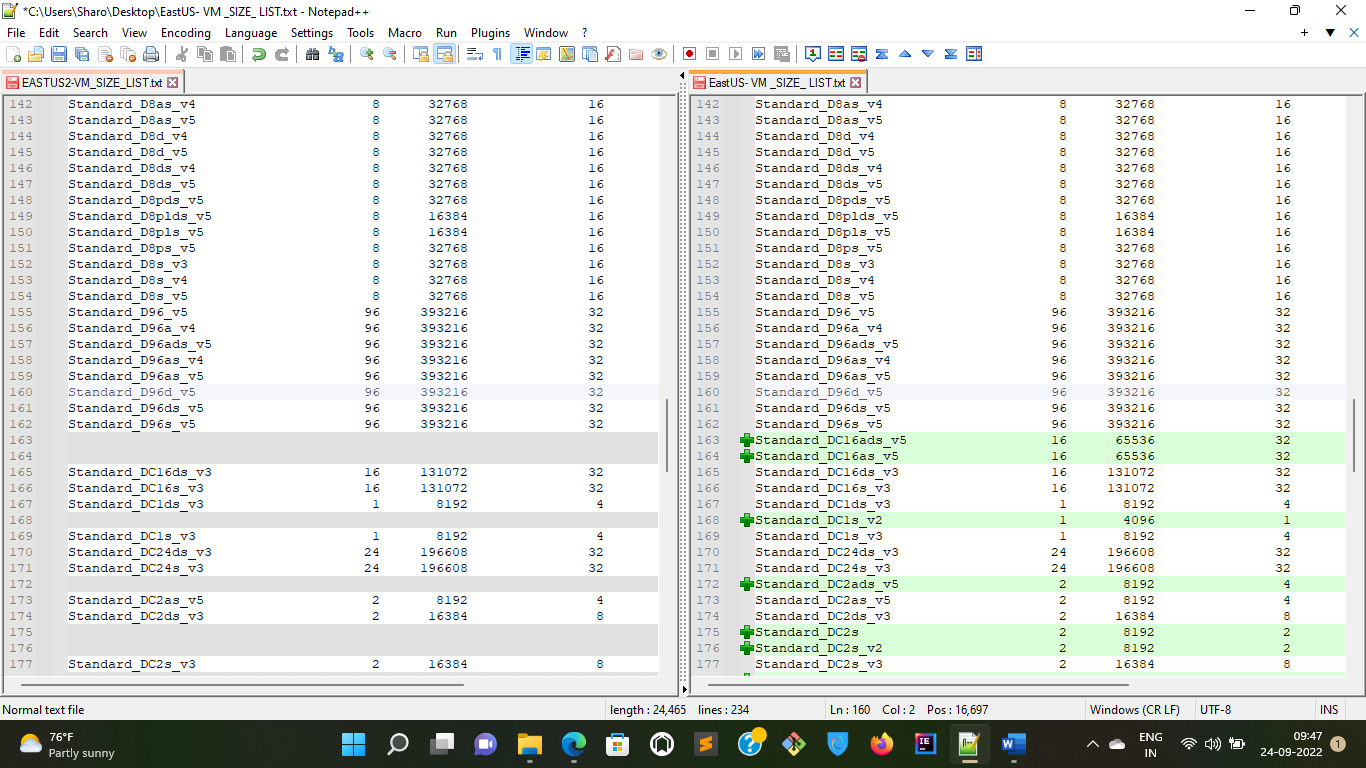 *C:\Users\Sharo\Desktop\EastUS- VM _SIZE_ LIST.txt - Notepad++
File Edit Search View Encoding Language Settings Tools Macro Run Plugins Window ?
EASTUS2-VM_SIZE_LIST.txt
142 Standard_D8as_v4 8 32768 16
143 Standard_D8as_v5 8 32768 16
144 Standard_D8d_v4 8 32768 16
145 Standard_D8d_v5 8 32768 16
146 Standard_D8ds_v4 8 32768 16
147 Standard_D8ds_v5 8 32768 16
148 Standard_D8pds_v5 8 32768 16
149 Standard_D8plds_v5 8 16384 16
150 Standard_D8pls_v5 8 16384 16
151 Standard_D8ps_v5 8 32768 16
152 Standard_D8s_v3 8 32768 16
153 Standard_D8s_v4 8 32768 16
154 Standard_D8s_v5 8 32768 16
155 Standard_D96_v5 96 393216 32
156 Standard_D96a_v4 96 393216 32
157 Standard_D96ads_v5 96 393216 32
158 Standard_D96as_v4 96 393216 32
159 Standard_D96as_v5 96 393216 32
160 Standard_D96d_v5 96 393216 32
161 Standard_D96ds_v5 96 393216 32
162 Standard_D96s_v5 96 393216 32
163
164
165 Standard_DC16ds_v3 16 131072 32
166 Standard_DC16s_v3 16 131072 32
167 Standard_DC1ds_v3 1 8192 4
168
169 Standard_DC1s_v3 1 8192 4
170 Standard_DC24ds_v3 24 196608 32
171 Standard_DC24s_v3 24 196608 32
172
173 Standard_DC2as_v5 2 8192 4
174 Standard_DC2ds_v3 2 16384 8
175
176
177 Standard_DC2s_v3 2 16384 8
EastUS- VM _SIZE_ LIST.txt
142 Standard_D8as_v4 8 32768 16
143 Standard_D8as_v5 8 32768 16
144 Standard_D8d_v4 8 32768 16
145 Standard_D8d_v5 8 32768 16
146 Standard_D8ds_v4 8 32768 16
147 Standard_D8ds_v5 8 32768 16
148 Standard_D8pds_v5 8 32768 16
149 Standard_D8plds_v5 8 16384 16
150 Standard_D8pls_v5 8 16384 16
151 Standard_D8ps_v5 8 32768 16
152 Standard_D8s_v3 8 32768 16
153 Standard_D8s_v4 8 32768 16
154 Standard_D8s_v5 8 32768 16
155 Standard_D96_v5 96 393216 32
156 Standard_D96a_v4 96 393216 32
157 Standard_D96ads_v5 96 393216 32
158 Standard_D96as_v4 96 393216 32
159 Standard_D96as_v5 96 393216 32
160 Standard_D96d_v5 96 393216 32
161 Standard_D96ds_v5 96 393216 32
162 Standard_D96s_v5 96 393216 32
163 Standard_DC16ads_v5 16 65536 32
164 Standard_DC16as_v5 16 65536 32
165 Standard_DC16ds_v3 16 131072 32
166 Standard_DC16s_v3 16 131072 32
167 Standard_DC1ds_v3 1 8192 4
168 Standard_DC1s_v2 1 4096 1
169 Standard_DC1s_v3 1 8192 4
170 Standard_DC24ds_v3 24 196608 32
171 Standard_DC24s_v3 24 196608 32
172 Standard_DC2ads_v5 2 8192 4
173 Standard_DC2as_v5 2 8192 4
174 Standard_DC2ds_v3 2 16384 8
175 Standard_DC2s 2 8192 2
176 Standard_DC2s_v2 2 8192 2
177 Standard_DC2s_v3 2 16384 8
Normal text file length : 24,465 lines : 234 Ln : 160 Col : 2 Pos : 16,697 Windows (CR LF) UTF-8 INS
76°F
Partly sunny
ENG
IN
09:47
24-09-2022
1